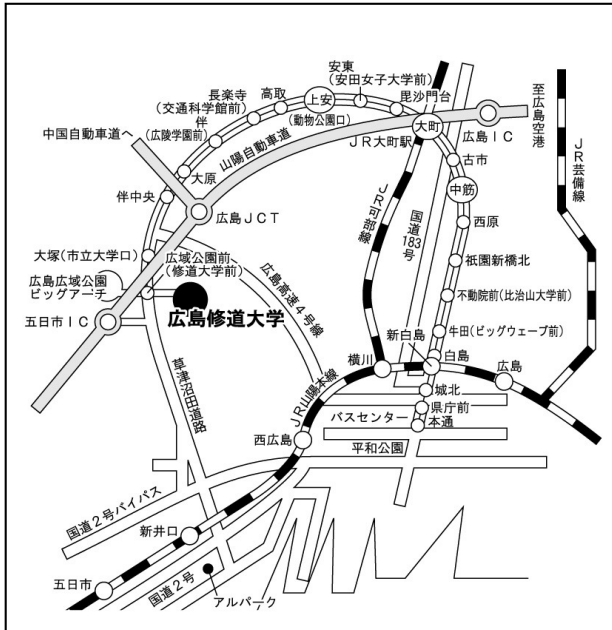 安東
(安田女子大学前)
毘沙門台
上安
(動物公園口)
高取
長楽寺
(交通科学館前)
伴
(広陵学園前)
中国自動車道へ
山陽自動車道
大町
JR大町駅
広島IC
至広島空港
JR芸備線
大原
古市
伴中央
中筋
広島JCT
JR可部線
国道183号
西原
大塚(市立大学口)
広域公園前
(修道大学前)
祇園新橋北
広島広域公園
ビッグアーチ
広島高速4号線
不動院前(比治山大学前)
広島修道大学
五日市IC
新白島
牛田(ビッグウェーブ前)
白島
横川
広島
草津沼田道路
JR山陽本線
城北
県庁前
バスセンター
本通
西広島
平和公園
国道2号バイパス
新井口
五日市
国道2号
アルパーク